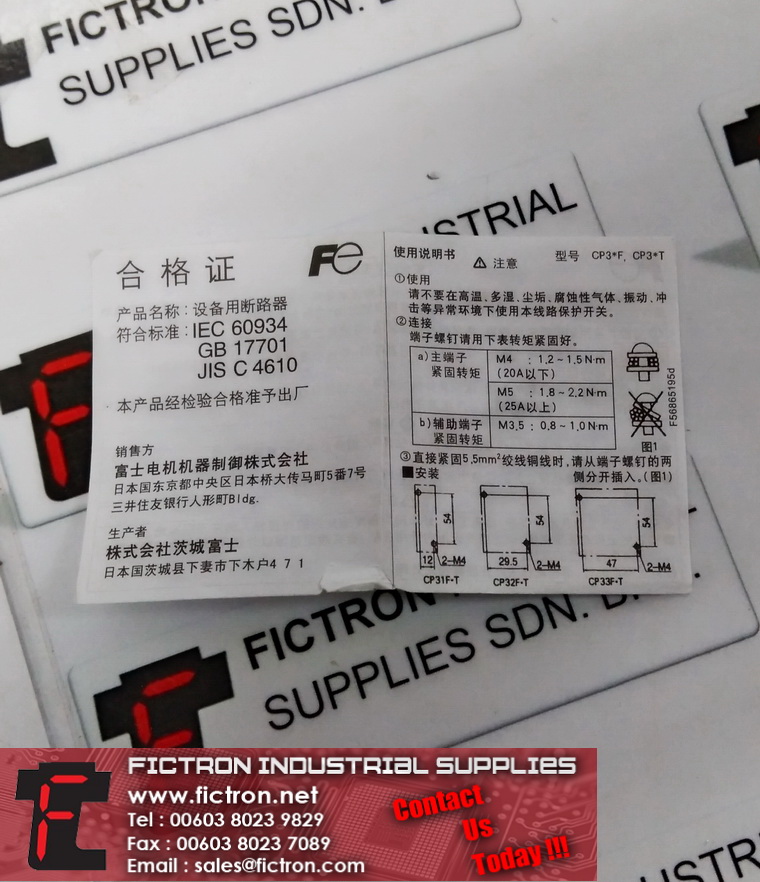 FICTRON
SUPPLIES SDN.
STRIAL
合格证
Fe
产品名称：设备用断路器
符合标准：IEC 60934
GB 17701
JIS C 4610
本产品经检验合格准予出厂
销售方
富士电机机器制御株式会社
日本国东京都中央区日本桥大传马町5番7号
三井住友银行人形町Bldg.
生产者
株式会社茨城富士
日本国茨城县下妻市下木户4 7 1
使用说明书 ⚠ 注意 型号 CP3*F, CP3*T
①使用
请不要在高温、多湿、尘垢、腐蚀性气体、振动、冲
击等异常环境下使用本线路保护开关。
②连接
端子螺钉请用下表转矩紧固好。
a)主端子 M4 : 1,2~1,5N·m
紧固转矩 (20A以下)
M5 : 1,8~2,2N·m
(25A以上)
b)辅助端子 M3,5 : 0,8~1,0N·m
紧固转矩
图1
F56865195d
③直接紧固5,5mm²绞线铜线时,请从端子螺钉的两
侧分开插入。(图1)
■安装
54 54 54
12 2-M4 29.5 2-M4 47 2-M4
CP31F·T CP32F·T CP33F·T
FICTRON
SUPPLIES SDN.
FICTRON INDUSTRIAL SUPPLIES
www.fictron.net
Tel : 00603 8023 9829
Fax : 00603 8023 7089
Email : sales@fictron.com
Contact
Us
Today !!!
USTR